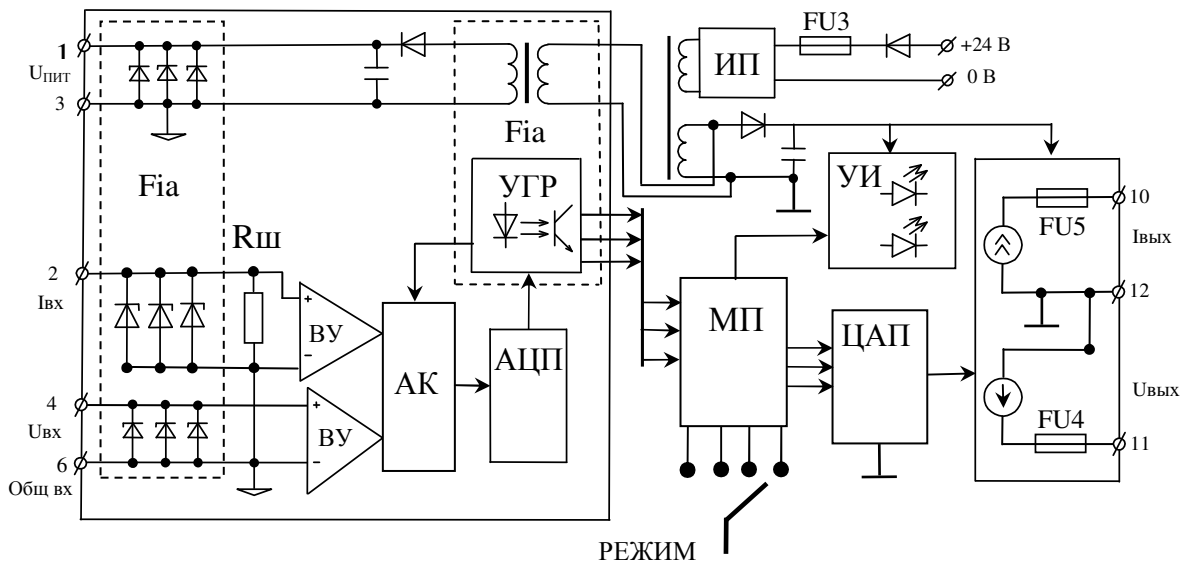 1
UПИТ
3
Fia
Fia
УГР
Rш
2
Iвх
+
ВУ
−
4
Uвх
+
ВУ
−
6
Общ вх
АК
АЦП
FU3
+24 В
ИП
0 В
УИ
МП
ЦАП
РЕЖИМ
FU5
10
Iвых
12
Uвых
FU4
11